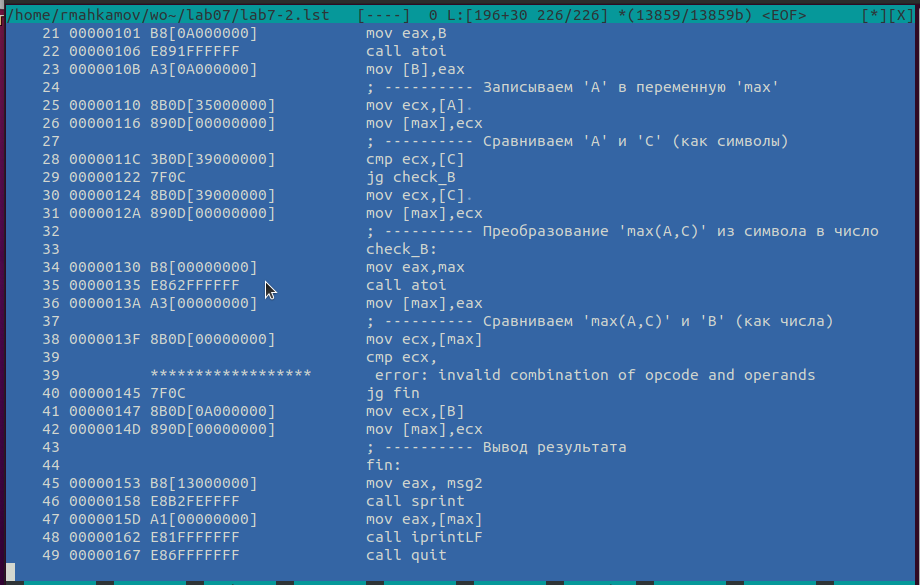 /home/rmahkamov/wo~/lab07/lab7-2.lst [----] 0 L:[196+30 226/226] *(13859/13859b) <EOF> [*][X]
21 00000101 B8[0A000000] mov eax,B
22 00000106 E891FFFFFF call atoi
23 0000010B A3[0A000000] mov [B],eax
24 ; ---------- Записываем 'A' в переменную 'max'
25 00000110 8B0D[35000000] mov ecx,[A].
26 00000116 890D[00000000] mov [max],ecx
27 ; ---------- Сравниваем 'A' и 'С' (как символы)
28 0000011C 3B0D[39000000] cmp ecx,[C]
29 00000122 7F0C jg check_B
30 00000124 8B0D[39000000] mov ecx,[C].
31 0000012A 890D[00000000] mov [max],ecx
32 ; ---------- Преобразование 'max(A,C)' из символа в число
33 check_B:
34 00000130 B8[00000000] mov eax,max
35 00000135 E862FFFFFF call atoi
36 0000013A A3[00000000] mov [max],eax
37 ; ---------- Сравниваем 'max(A,C)' и 'B' (как числа)
38 0000013F 8B0D[00000000] mov ecx,[max]
39 cmp ecx,
39 ****************** error: invalid combination of opcode and operands
40 00000145 7F0C jg fin
41 00000147 8B0D[0A000000] mov ecx,[B]
42 0000014D 890D[00000000] mov [max],ecx
43 ; ---------- Вывод результата
44 fin:
45 00000153 B8[13000000] mov eax, msg2
46 00000158 E8B2FEFFFF call sprint
47 0000015D A1[00000000] mov eax,[max]
48 00000162 E81FFFFFFF call iprintLF
49 00000167 E86FFFFFFF call quit